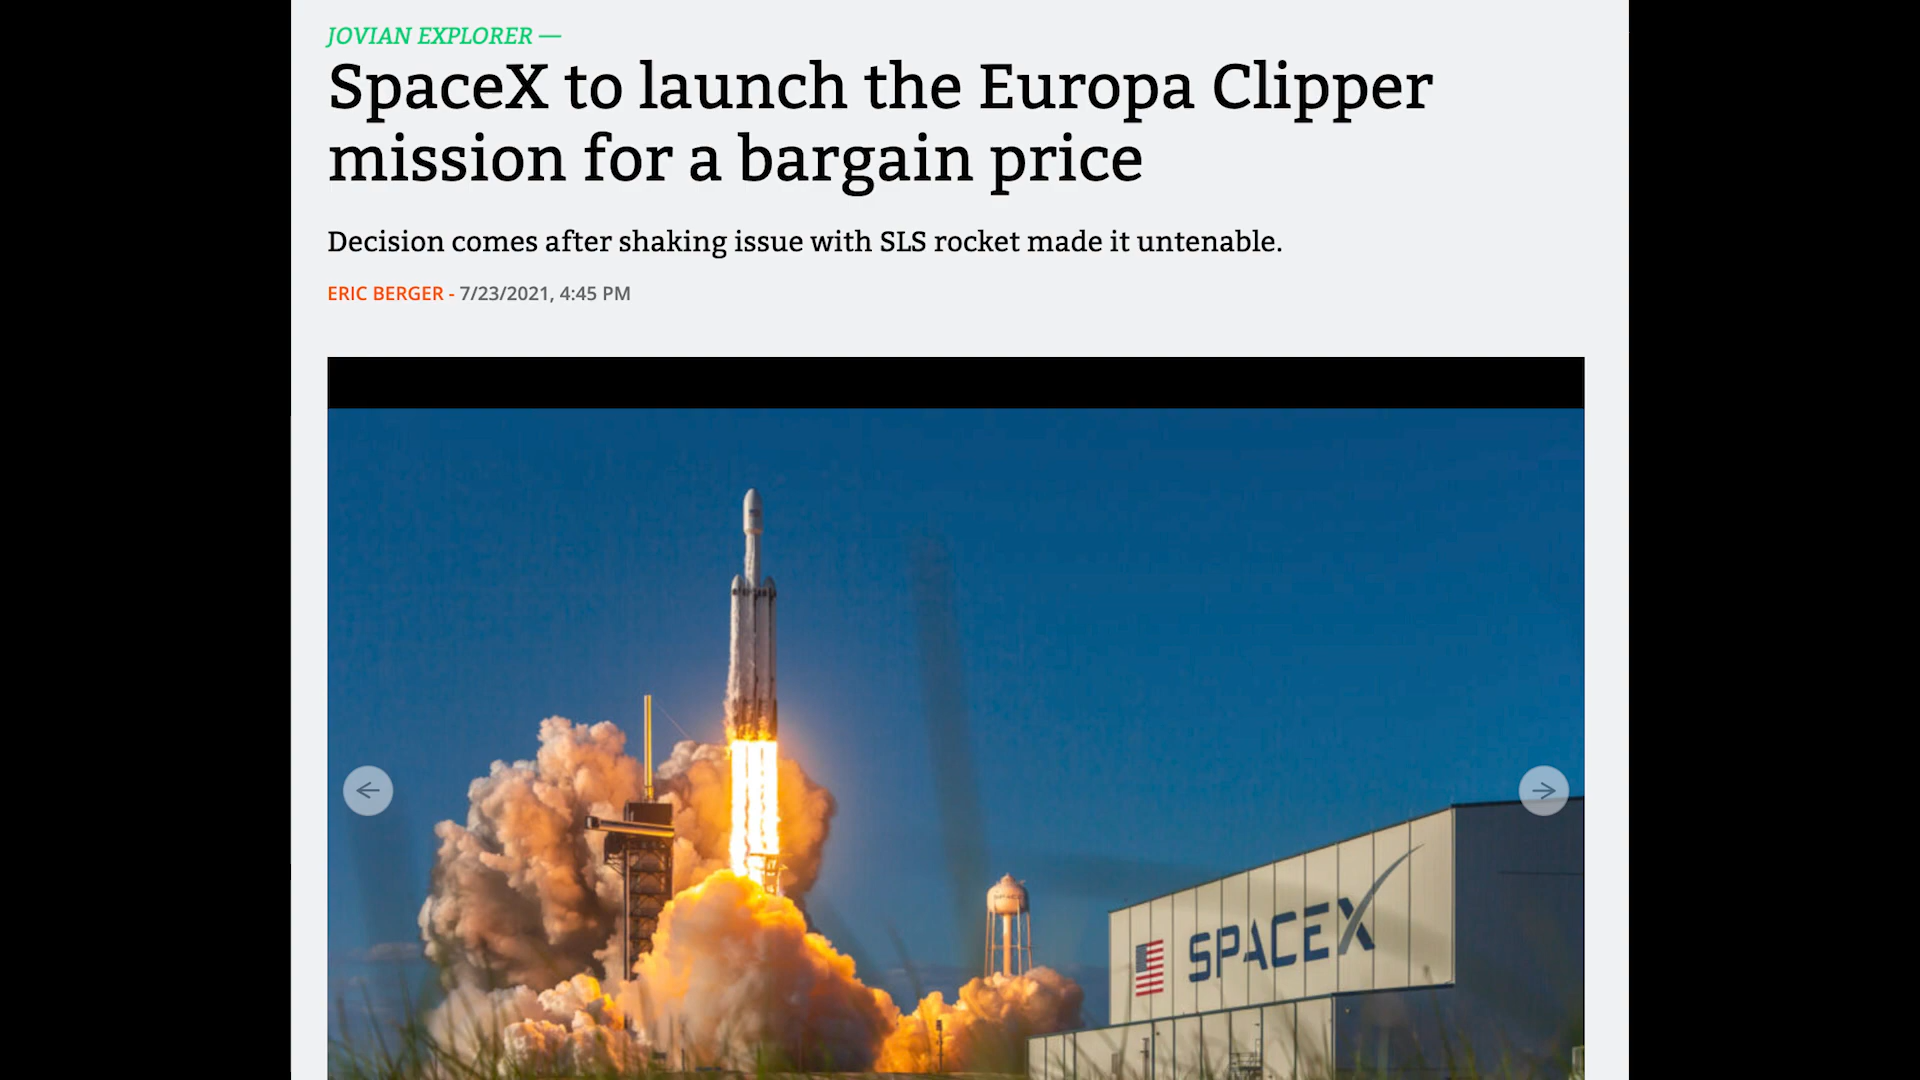 JOVIAN EXPLORER —
SpaceX to launch the Europa Clipper
mission for a bargain price
Decision comes after shaking issue with SLS rocket made it untenable.
ERIC BERGER - 7/23/2021, 4:45 PM
SPACEX